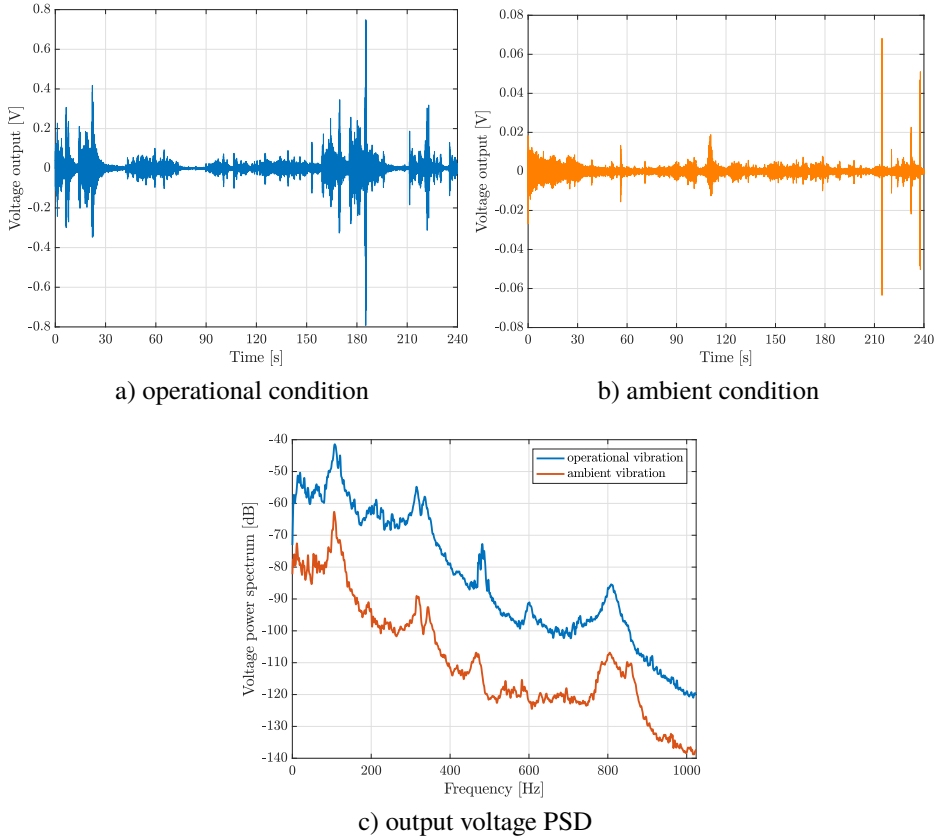 0.8
0.6
0.4
0.2
0
-0.2
-0.4
-0.6
-0.8
Voltage output [V]
0 30 60 90 120 150 180 210 240
Time [s]
a) operational condition
0.08
0.06
0.04
0.02
0
-0.02
-0.04
-0.06
-0.08
Voltage output [V]
0 30 60 90 120 150 180 210 240
Time [s]
b) ambient condition
-40
-50
-60
-70
-80
-90
-100
-110
-120
-130
-140
Voltage power spectrum [dB]
operational vibration
ambient vibration
0 200 400 600 800 1000
Frequency [Hz]
c) output voltage PSD